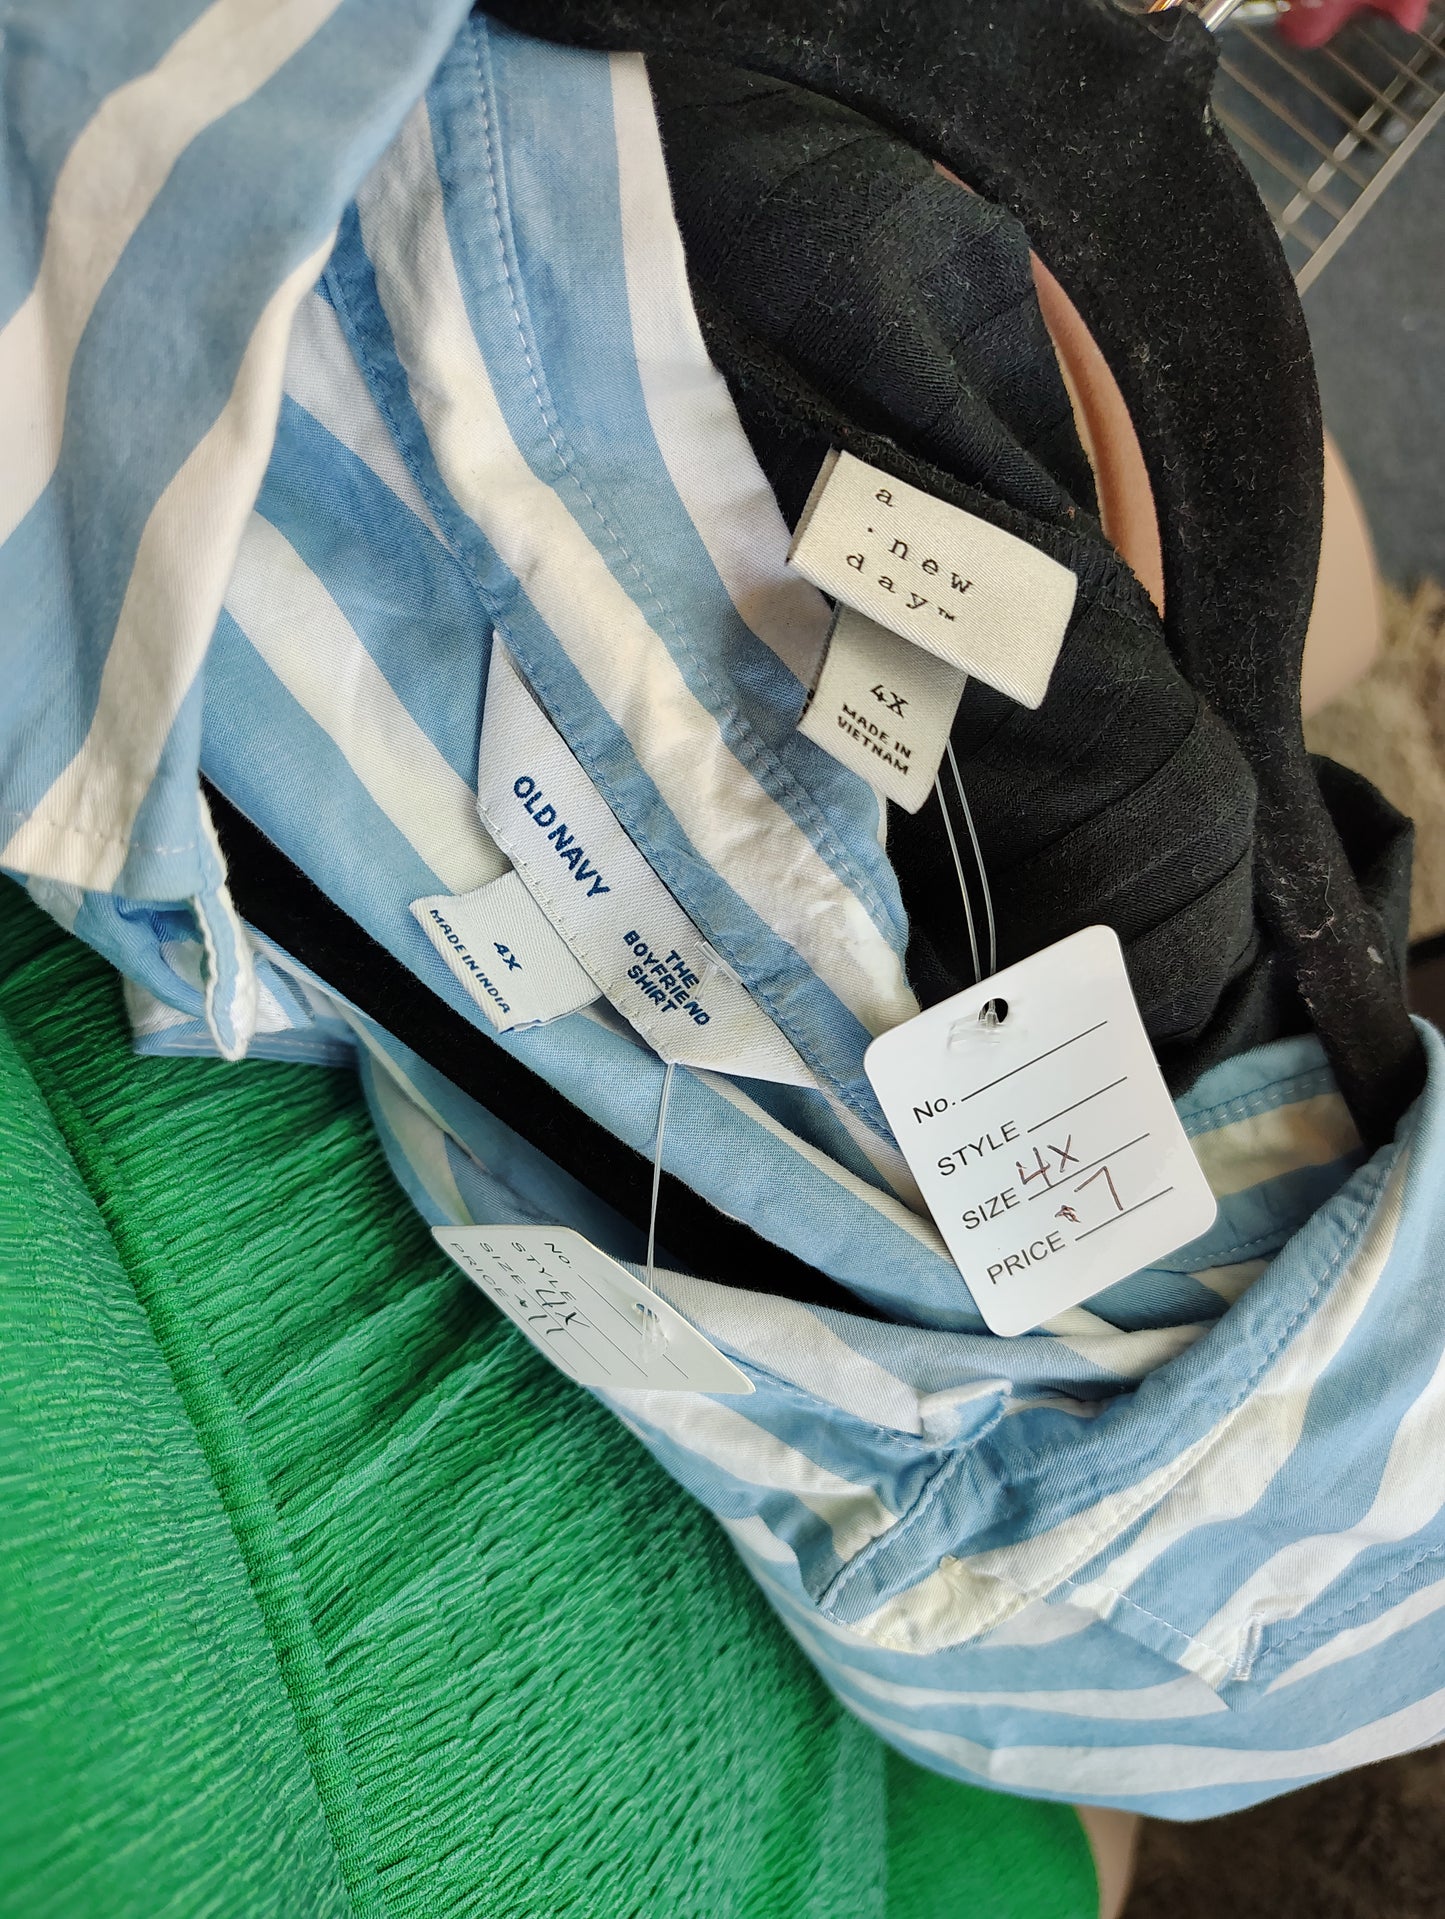 a
.new
day™
4X
MADE IN
VIETNAM
OLD NAVY
THE
BOYFRIEND
SHIRT
4X
MADE IN INDIA
No.
STYLE
SIZE 4X
PRICE $7
No.
STYLE
SIZE 4X
PRICE $11